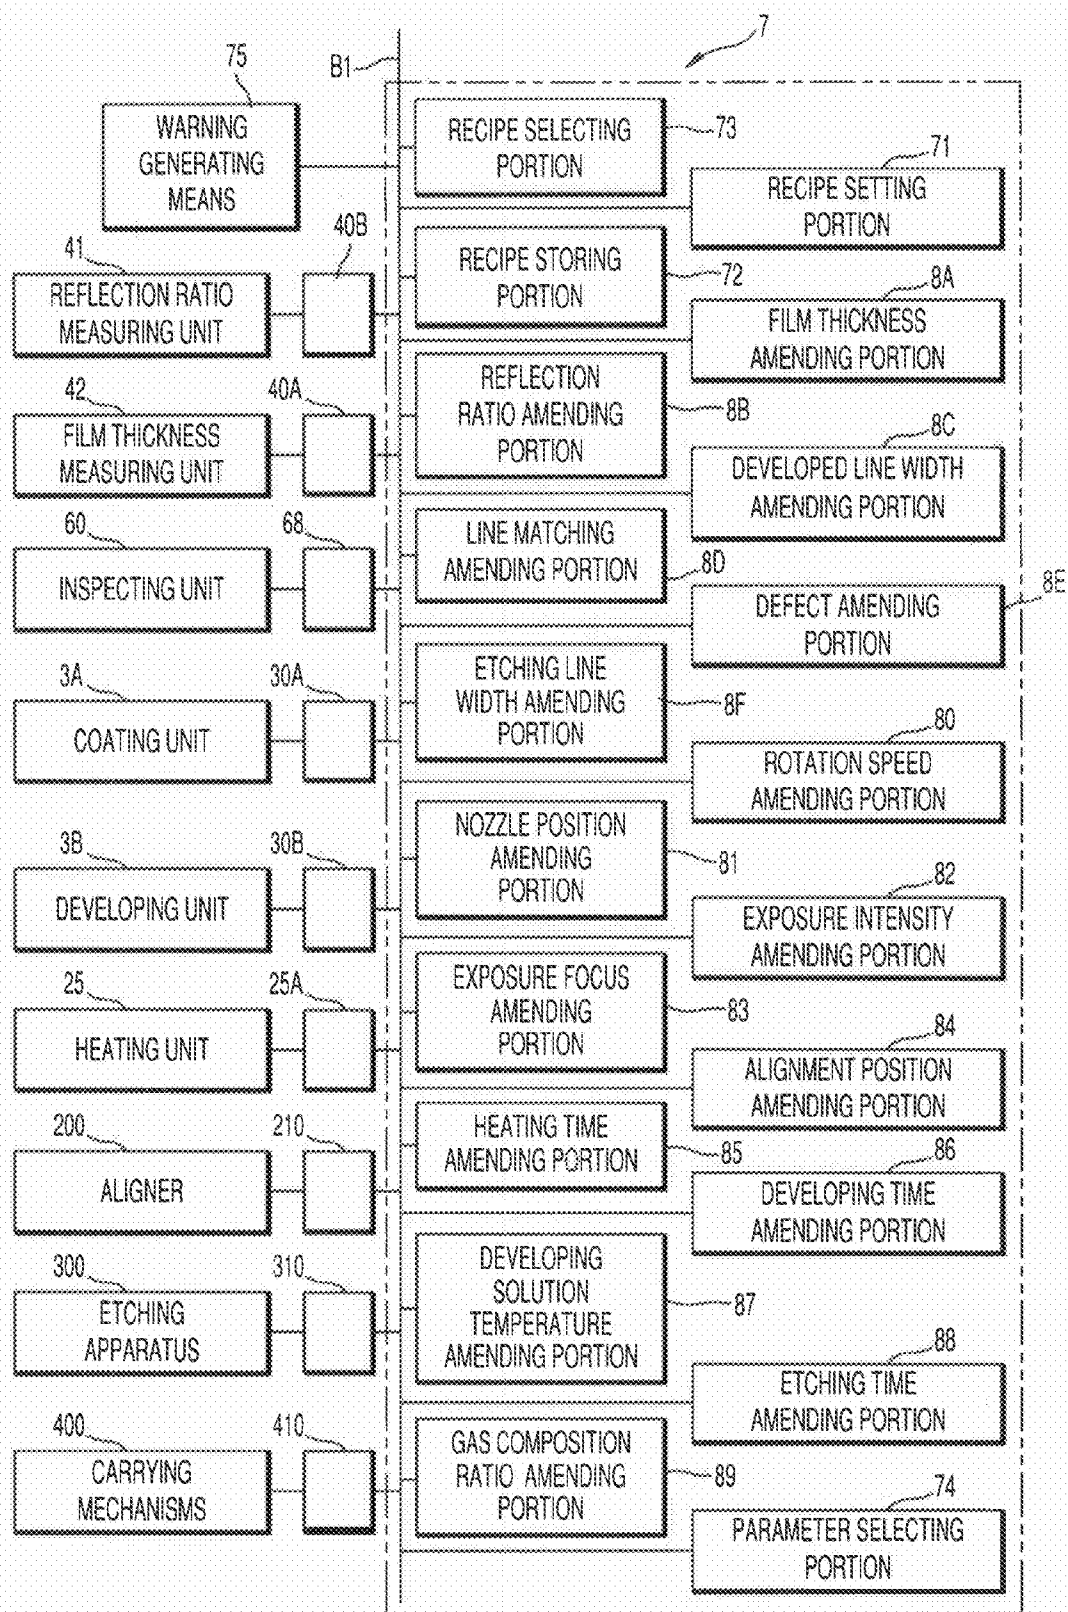 7
75
B1
WARNING
GENERATING
MEANS
RECIPE SELECTING
PORTION
73
71
RECIPE SETTING
PORTION
40B
41
REFLECTION RATIO
MEASURING UNIT
RECIPE STORING
PORTION
72
8A
FILM THICKNESS
AMENDING PORTION
REFLECTION
RATIO AMENDING
PORTION
8B
42
40A
FILM THICKNESS
MEASURING UNIT
8C
DEVELOPED LINE WIDTH
AMENDING PORTION
60
68
INSPECTING UNIT
LINE MATCHING
AMENDING PORTION
8D
8E
DEFECT AMENDING
PORTION
3A
30A
COATING UNIT
ETCHING LINE
WIDTH AMENDING
PORTION
8F
80
ROTATION SPEED
AMENDING PORTION
3B
30B
DEVELOPING UNIT
NOZZLE POSITION
AMENDING
PORTION
81
82
EXPOSURE INTENSITY
AMENDING PORTION
25
25A
HEATING UNIT
EXPOSURE FOCUS
AMENDING
PORTION
83
84
ALIGNMENT POSITION
AMENDING PORTION
200
210
ALIGNER
HEATING TIME
AMENDING PORTION
85
86
DEVELOPING TIME
AMENDING PORTION
300
310
ETCHING
APPARATUS
DEVELOPING
SOLUTION
TEMPERATURE
AMENDING PORTION
87
88
ETCHING TIME
AMENDING PORTION
400
410
CARRYING
MECHANISMS
GAS COMPOSITION
RATIO AMENDING
PORTION
89
74
PARAMETER SELECTING
PORTION